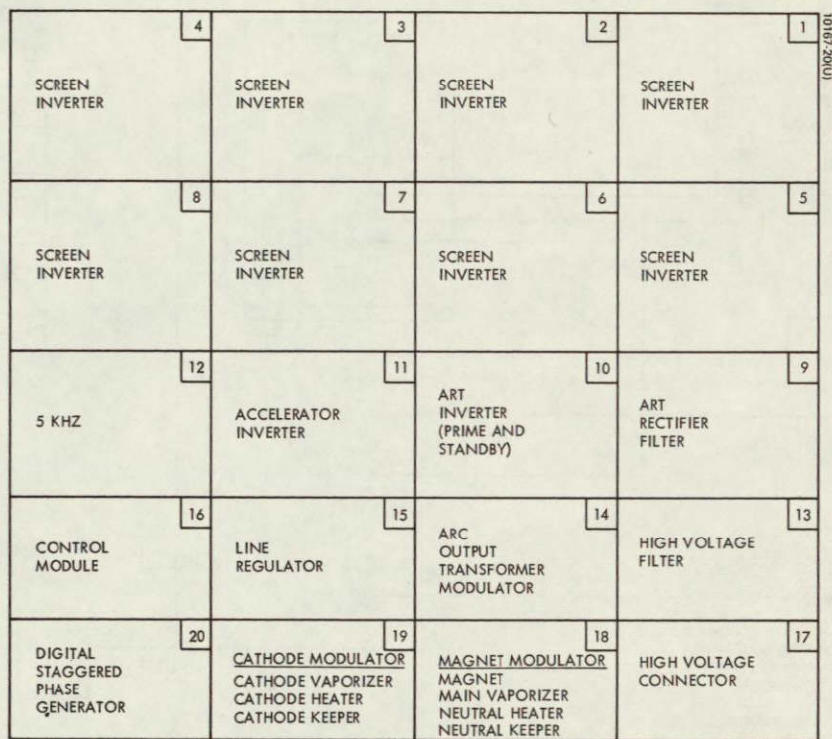 4
SCREEN
INVERTER
3
SCREEN
INVERTER
2
SCREEN
INVERTER
1
SCREEN
INVERTER
10167-20(U)
8
SCREEN
INVERTER
7
SCREEN
INVERTER
6
SCREEN
INVERTER
5
SCREEN
INVERTER
12
5 KHZ
11
ACCELERATOR
INVERTER
10
ART
INVERTER
(PRIME AND
STANDBY)
9
ART
RECTIFIER
FILTER
16
CONTROL
MODULE
15
LINE
REGULATOR
14
ARC
OUTPUT
TRANSFORMER
MODULATOR
13
HIGH VOLTAGE
FILTER
20
DIGITAL
STAGGERED
PHASE
GENERATOR
19
CATHODE MODULATOR
CATHODE VAPORIZER
CATHODE HEATER
CATHODE KEEPER
18
MAGNET MODULATOR
MAGNET
MAIN VAPORIZER
NEUTRAL HEATER
NEUTRAL KEEPER
17
HIGH VOLTAGE
CONNECTOR